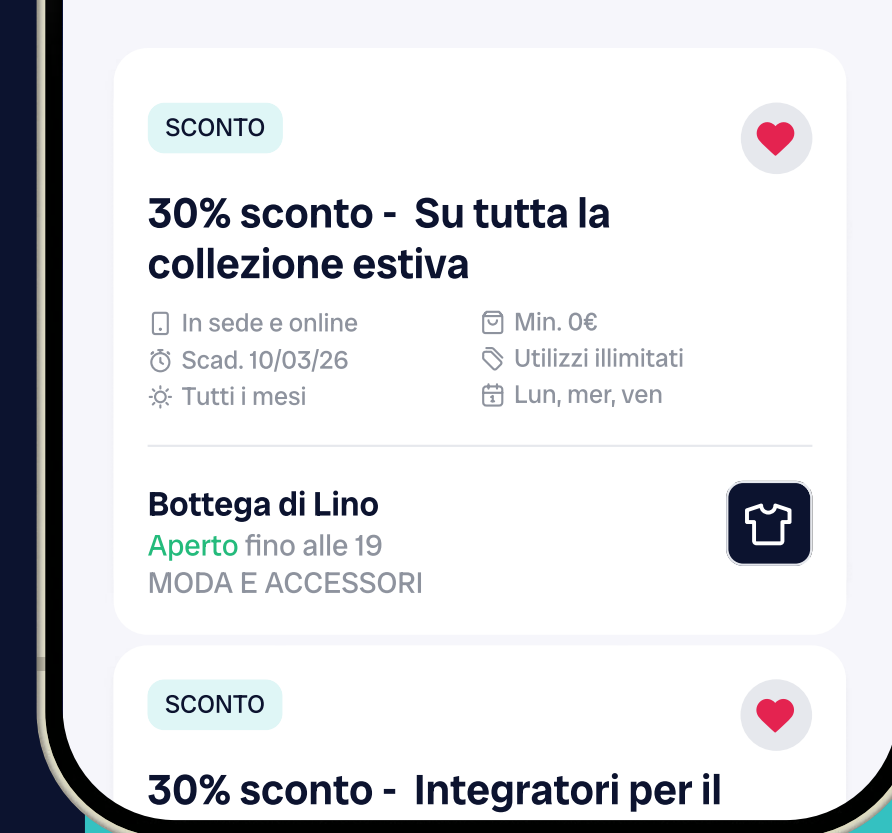 SCONTO
30% sconto - Su tutta la
collezione estiva
In sede e online
Min. 0€
Scad. 10/03/26
Utilizzi illimitati
Tutti i mesi
Lun, mer, ven
Bottega di Lino
Aperto fino alle 19
MODA E ACCESSORI
SCONTO
30% sconto - Integratori per il